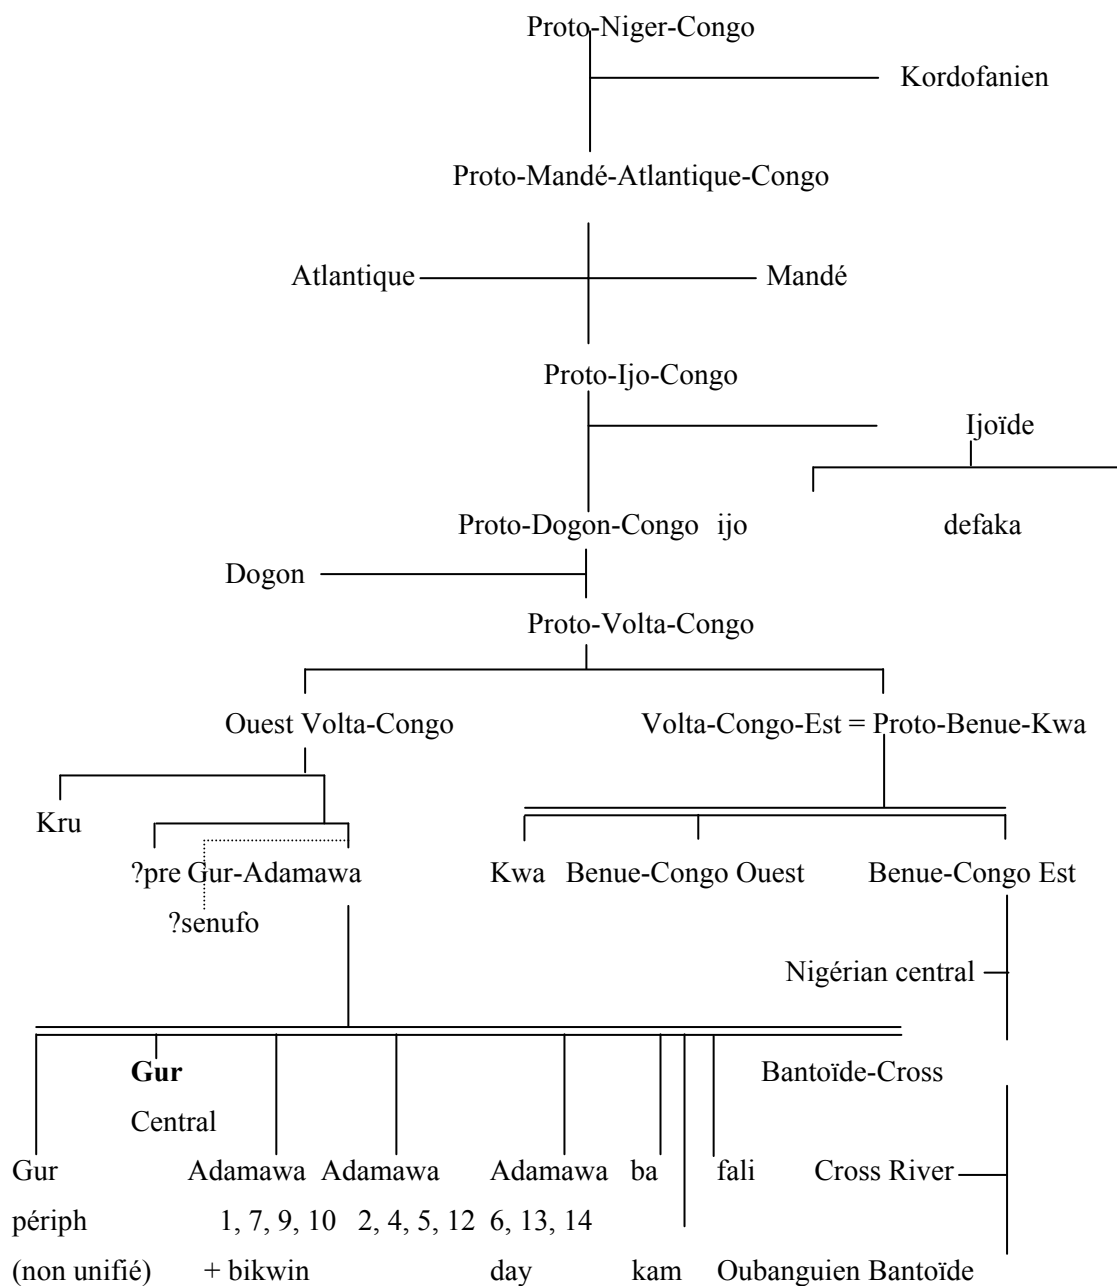 Proto-Niger-Congo
Kordofanien
Proto-Mandé-Atlantique-Congo
Atlantique Mandé
Proto-Ijo-Congo
Ijoïde
Proto-Dogon-Congo ijo defaka
Dogon
Proto-Volta-Congo
Ouest Volta-Congo Volta-Congo-Est = Proto-Benue-Kwa
Kru
?pre Gur-Adamawa Kwa Benue-Congo Ouest Benue-Congo Est
?senufo
Nigérian central
Gur Bantoïde-Cross
Central
Gur Adamawa Adamawa Adamawa ba fali Cross River
périph 1, 7, 9, 10 2, 4, 5, 12 6, 13, 14
(non unifié) + bikwin day kam Oubanguien Bantoïde